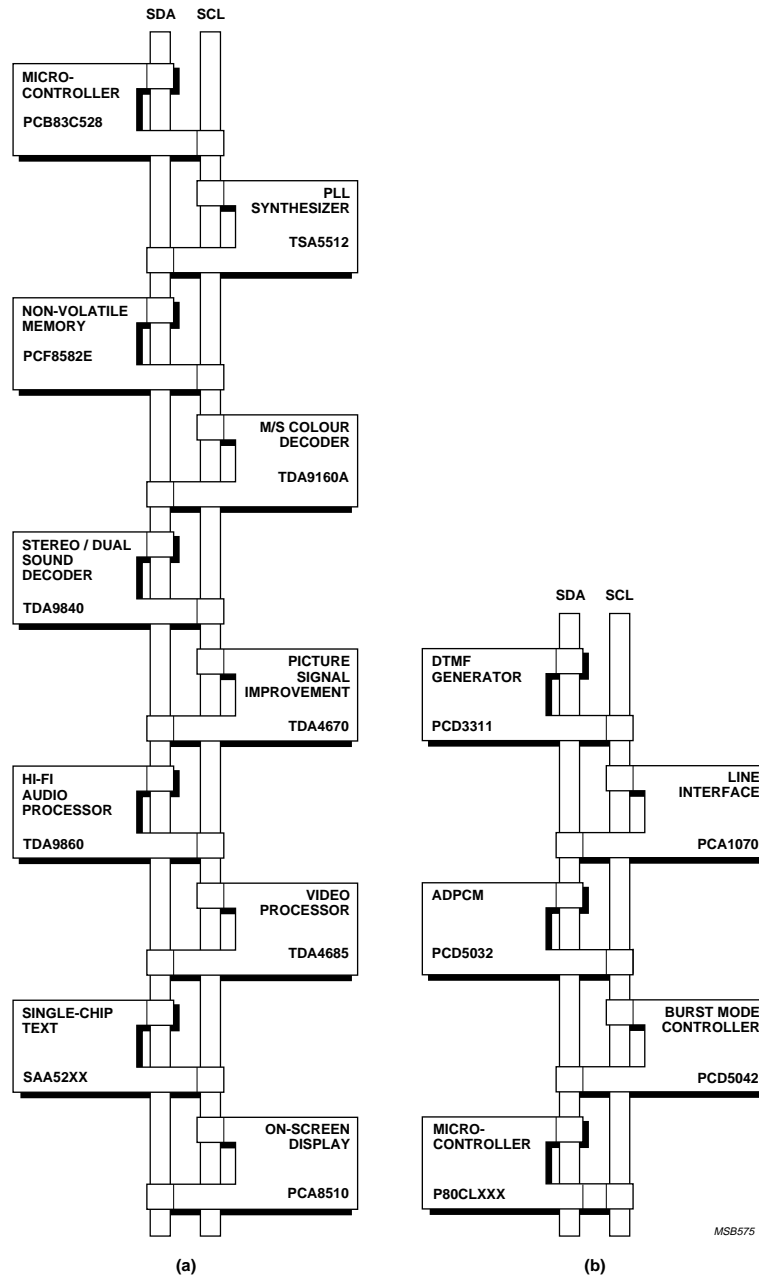 SDA SCL
MICRO-
CONTROLLER
PCB83C528
PLL
SYNTHESIZER
TSA5512
NON-VOLATILE
MEMORY
PCF8582E
M/S COLOUR
DECODER
TDA9160A
STEREO / DUAL
SOUND
DECODER
TDA9840
PICTURE
SIGNAL
IMPROVEMENT
TDA4670
HI-FI
AUDIO
PROCESSOR
TDA9860
VIDEO
PROCESSOR
TDA4685
SINGLE-CHIP
TEXT
SAA52XX
ON-SCREEN
DISPLAY
PCA8510
(a)
SDA SCL
DTMF
GENERATOR
PCD3311
LINE
INTERFACE
PCA1070
ADPCM
PCD5032
BURST MODE
CONTROLLER
PCD5042
MICRO-
CONTROLLER
P80CLXXX
MSB575
(b)